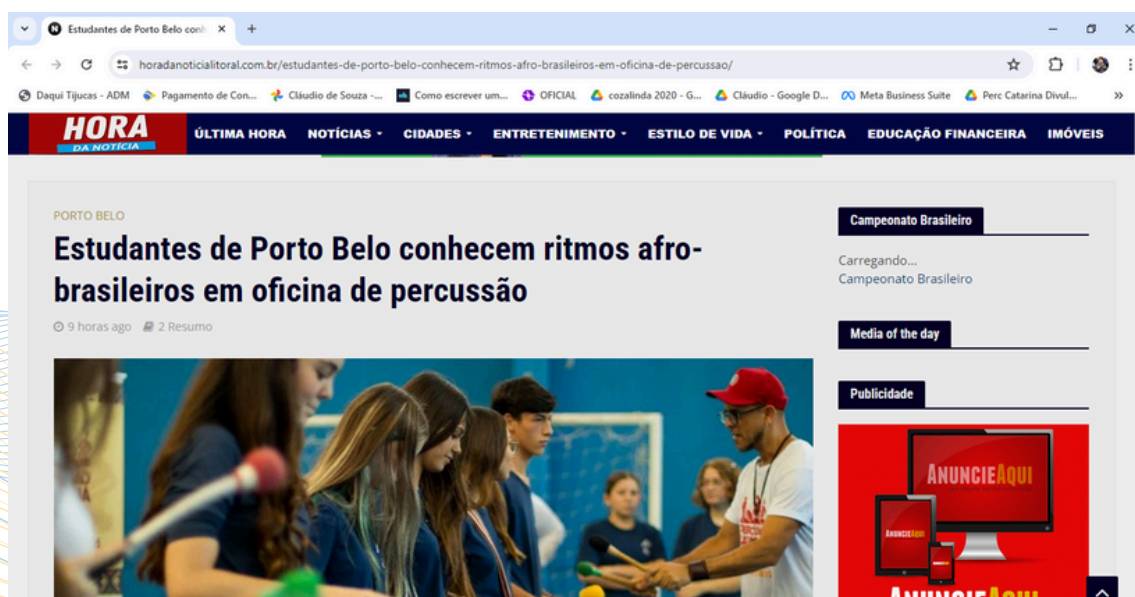 Estudantes de Porto Belo conh
horadanoticialitoral.com.br/estudantes-de-porto-belo-conhecem-ritmos-afro-brasileiros-em-oficina-de-percussao/
Daqui Tijucas - ADM Pagamento de Con... Cláudio de Souza -... Como escrever um... OFICIAL cozalinda 2020 - G... Cláudio - Google D... Meta Business Suite Perc Catarina Divul... »
HORA
DA NOTÍCIA
ÚLTIMA HORA NOTÍCIAS CIDADES ENTRETENIMENTO ESTILO DE VIDA POLÍTICA EDUCAÇÃO FINANCEIRA IMÓVEIS
PORTO BELO
Estudantes de Porto Belo conhecem ritmos afro-
brasileiros em oficina de percussão
9 horas ago 2 Resumo
Campeonato Brasileiro
Carregando...
Campeonato Brasileiro
Media of the day
Publicidade
ANUNCIEAQUI
ANUNCIEAQUI
ANUNCIEAQUI